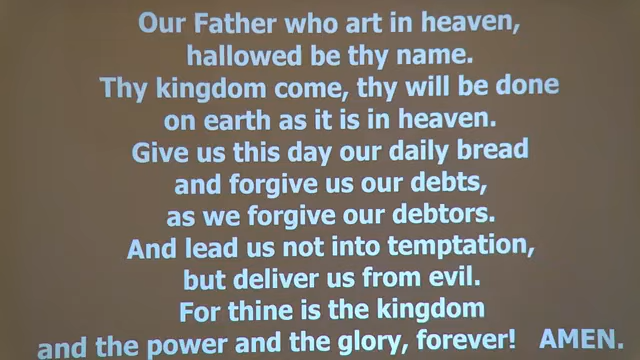 Our Father who art in heaven,
hallowed be thy name.
Thy kingdom come, thy will be done
on earth as it is in heaven.
Give us this day our daily bread
and forgive us our debts,
as we forgive our debtors.
And lead us not into temptation,
but deliver us from evil.
For thine is the kingdom
and the power and the glory, forever! AMEN.